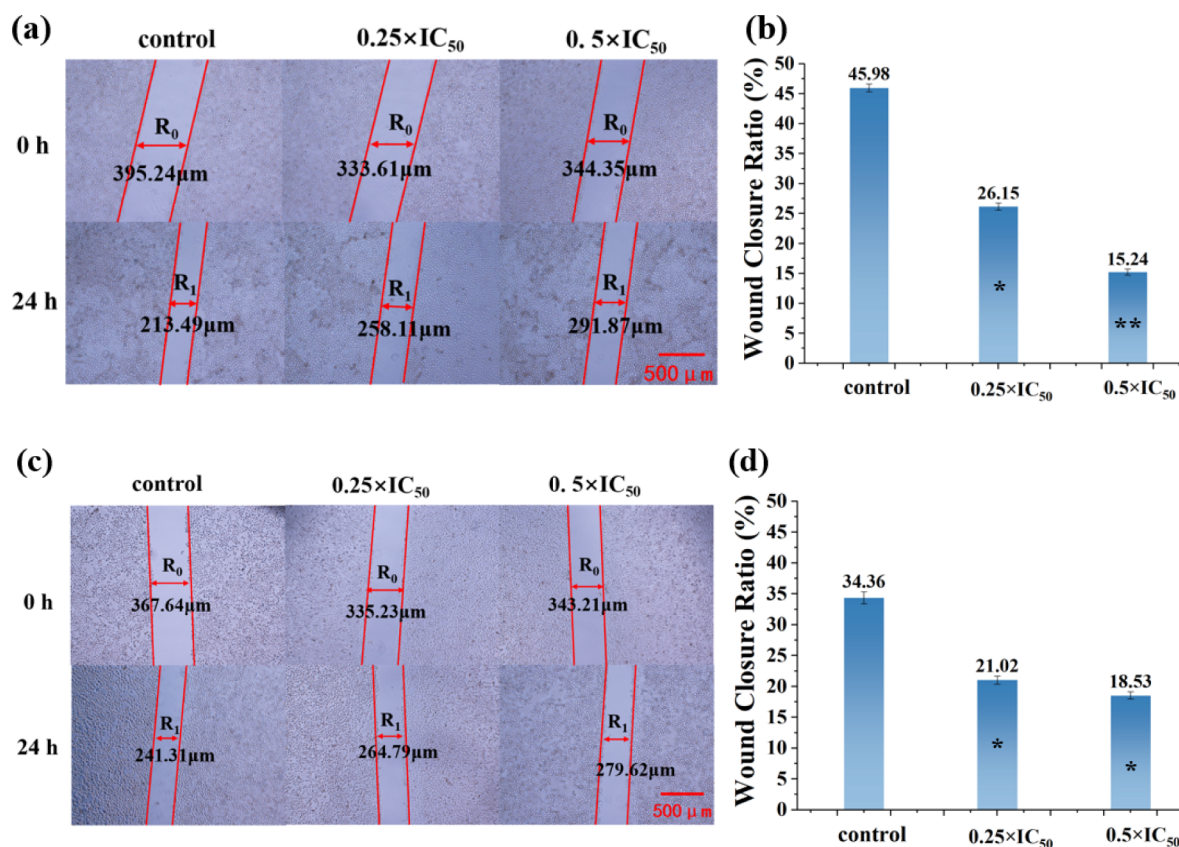 (a)
control
0.25×IC₅₀
0. 5×IC₅₀
0 h
R₀
395.24μm
R₀
333.61μm
R₀
344.35μm
24 h
R₁
213.49μm
R₁
258.11μm
R₁
291.87μm
500 μm
(b)
Wound Closure Ratio (%)
50
45
40
35
30
25
20
15
10
5
0
45.98
26.15
15.24
*
**
control
0.25×IC₅₀
0.5×IC₅₀
(c)
control
0.25×IC₅₀
0. 5×IC₅₀
0 h
R₀
367.64μm
R₀
335.23μm
R₀
343.21μm
24 h
R₁
241.31μm
R₁
264.79μm
R₁
279.62μm
500 μm
(d)
Wound Closure Ratio (%)
50
45
40
35
30
25
20
15
10
5
0
34.36
21.02
18.53
*
*
control
0.25×IC₅₀
0.5×IC₅₀